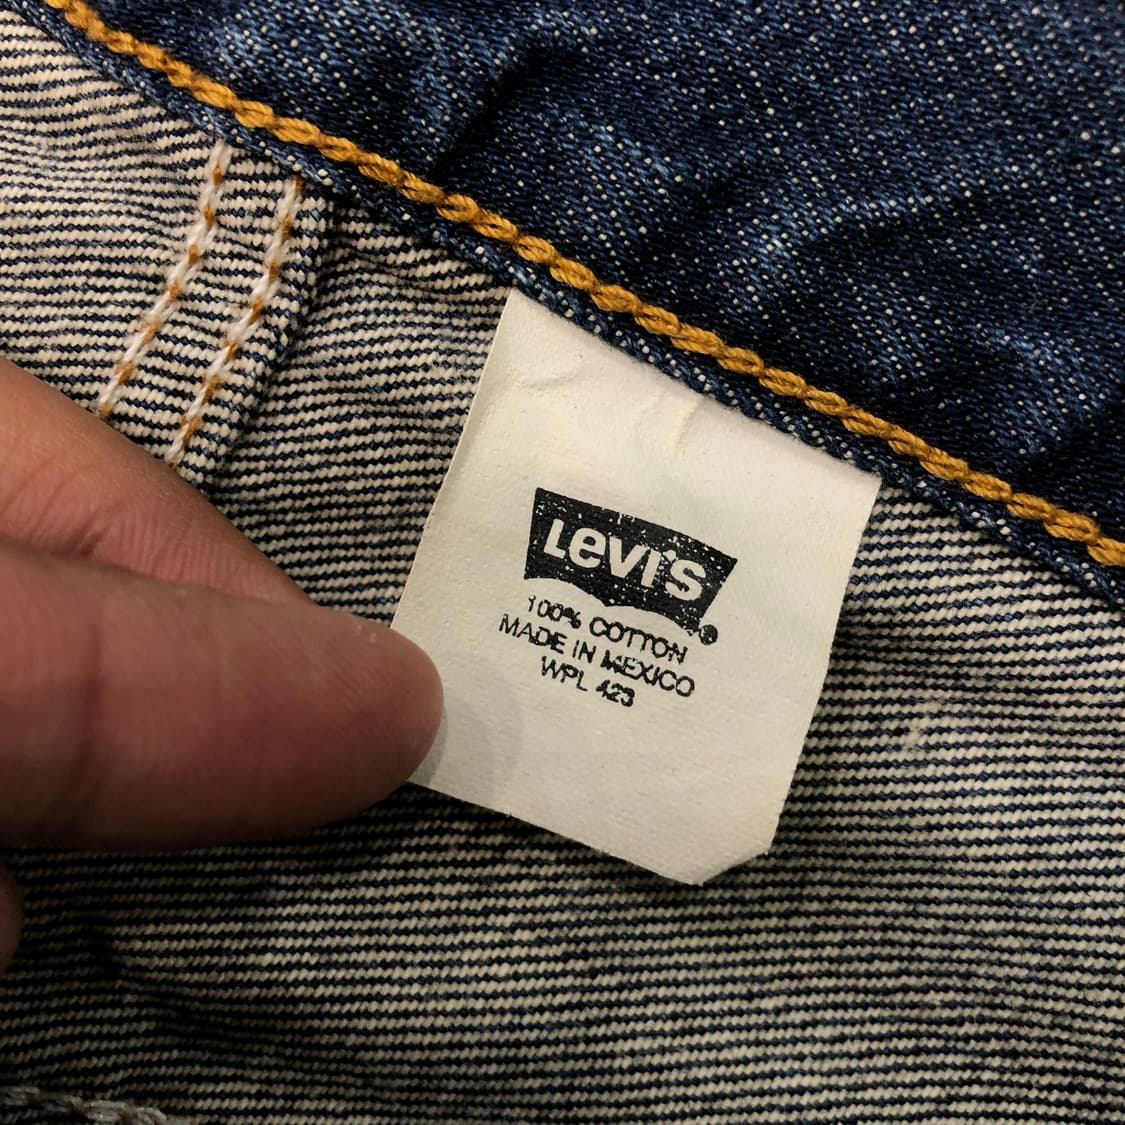 Levi's
100% COTTON
MADE IN MEXICO
WPL 423